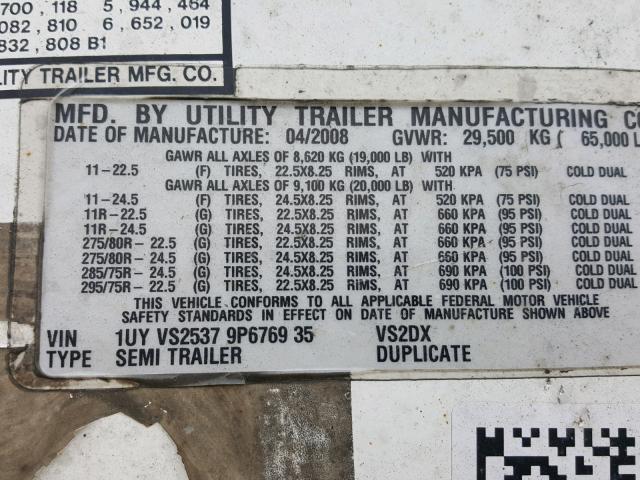 700 , 118 5 , 944 , 464
082 , 810 6 , 652 , 019
832 , 808 B1
LITY TRAILER MFG. CO.
MFD. BY UTILITY TRAILER MANUFACTURING CO
DATE OF MANUFACTURE: 04/2008 GVWR: 29,500 KG ( 65,000 L
GAWR ALL AXLES OF 8,620 KG (19,000 LB) WITH
11-22.5 (F) TIRES, 22.5X8.25 RIMS, AT 520 KPA (75 PSI) COLD DUAL
GAWR ALL AXLES OF 9,100 KG (20,000 LB) WITH
11-24.5 (F) TIRES, 24.5X8.25 RIMS, AT 520 KPA (75 PSI) COLD DUAL
11R-22.5 (G) TIRES, 22.5X8.25 RIMS, AT 660 KPA (95 PSI) COLD DUAL
11R-24.5 (G) TIRES, 24.5X8.25 RIMS, AT 660 KPA (95 PSI) COLD DUAL
275/80R-22.5 (G) TIRES, 22.5X8.25 RIMS, AT 660 KPA (95 PSI) COLD DUAL
275/80R-24.5 (G) TIRES, 24.5X8.25 RIMS, AT 660 KPA (95 PSI) COLD DUAL
285/75R-24.5 (G) TIRES, 24.5X8.25 RIMS, AT 690 KPA (100 PSI) COLD DUAL
295/75R-22.5 (G) TIRES, 22.5X8.25 RIMS, AT 690 KPA (100 PSI) COLD DUAL
THIS VEHICLE CONFORMS TO ALL APPLICABLE FEDERAL MOTOR VEHICLE
SAFETY STANDARDS IN EFFECT ON DATE OF MANUFACTURE SHOWN ABOVE
VIN 1UY VS2537 9P6769 35 VS2DX
TYPE SEMI TRAILER DUPLICATE